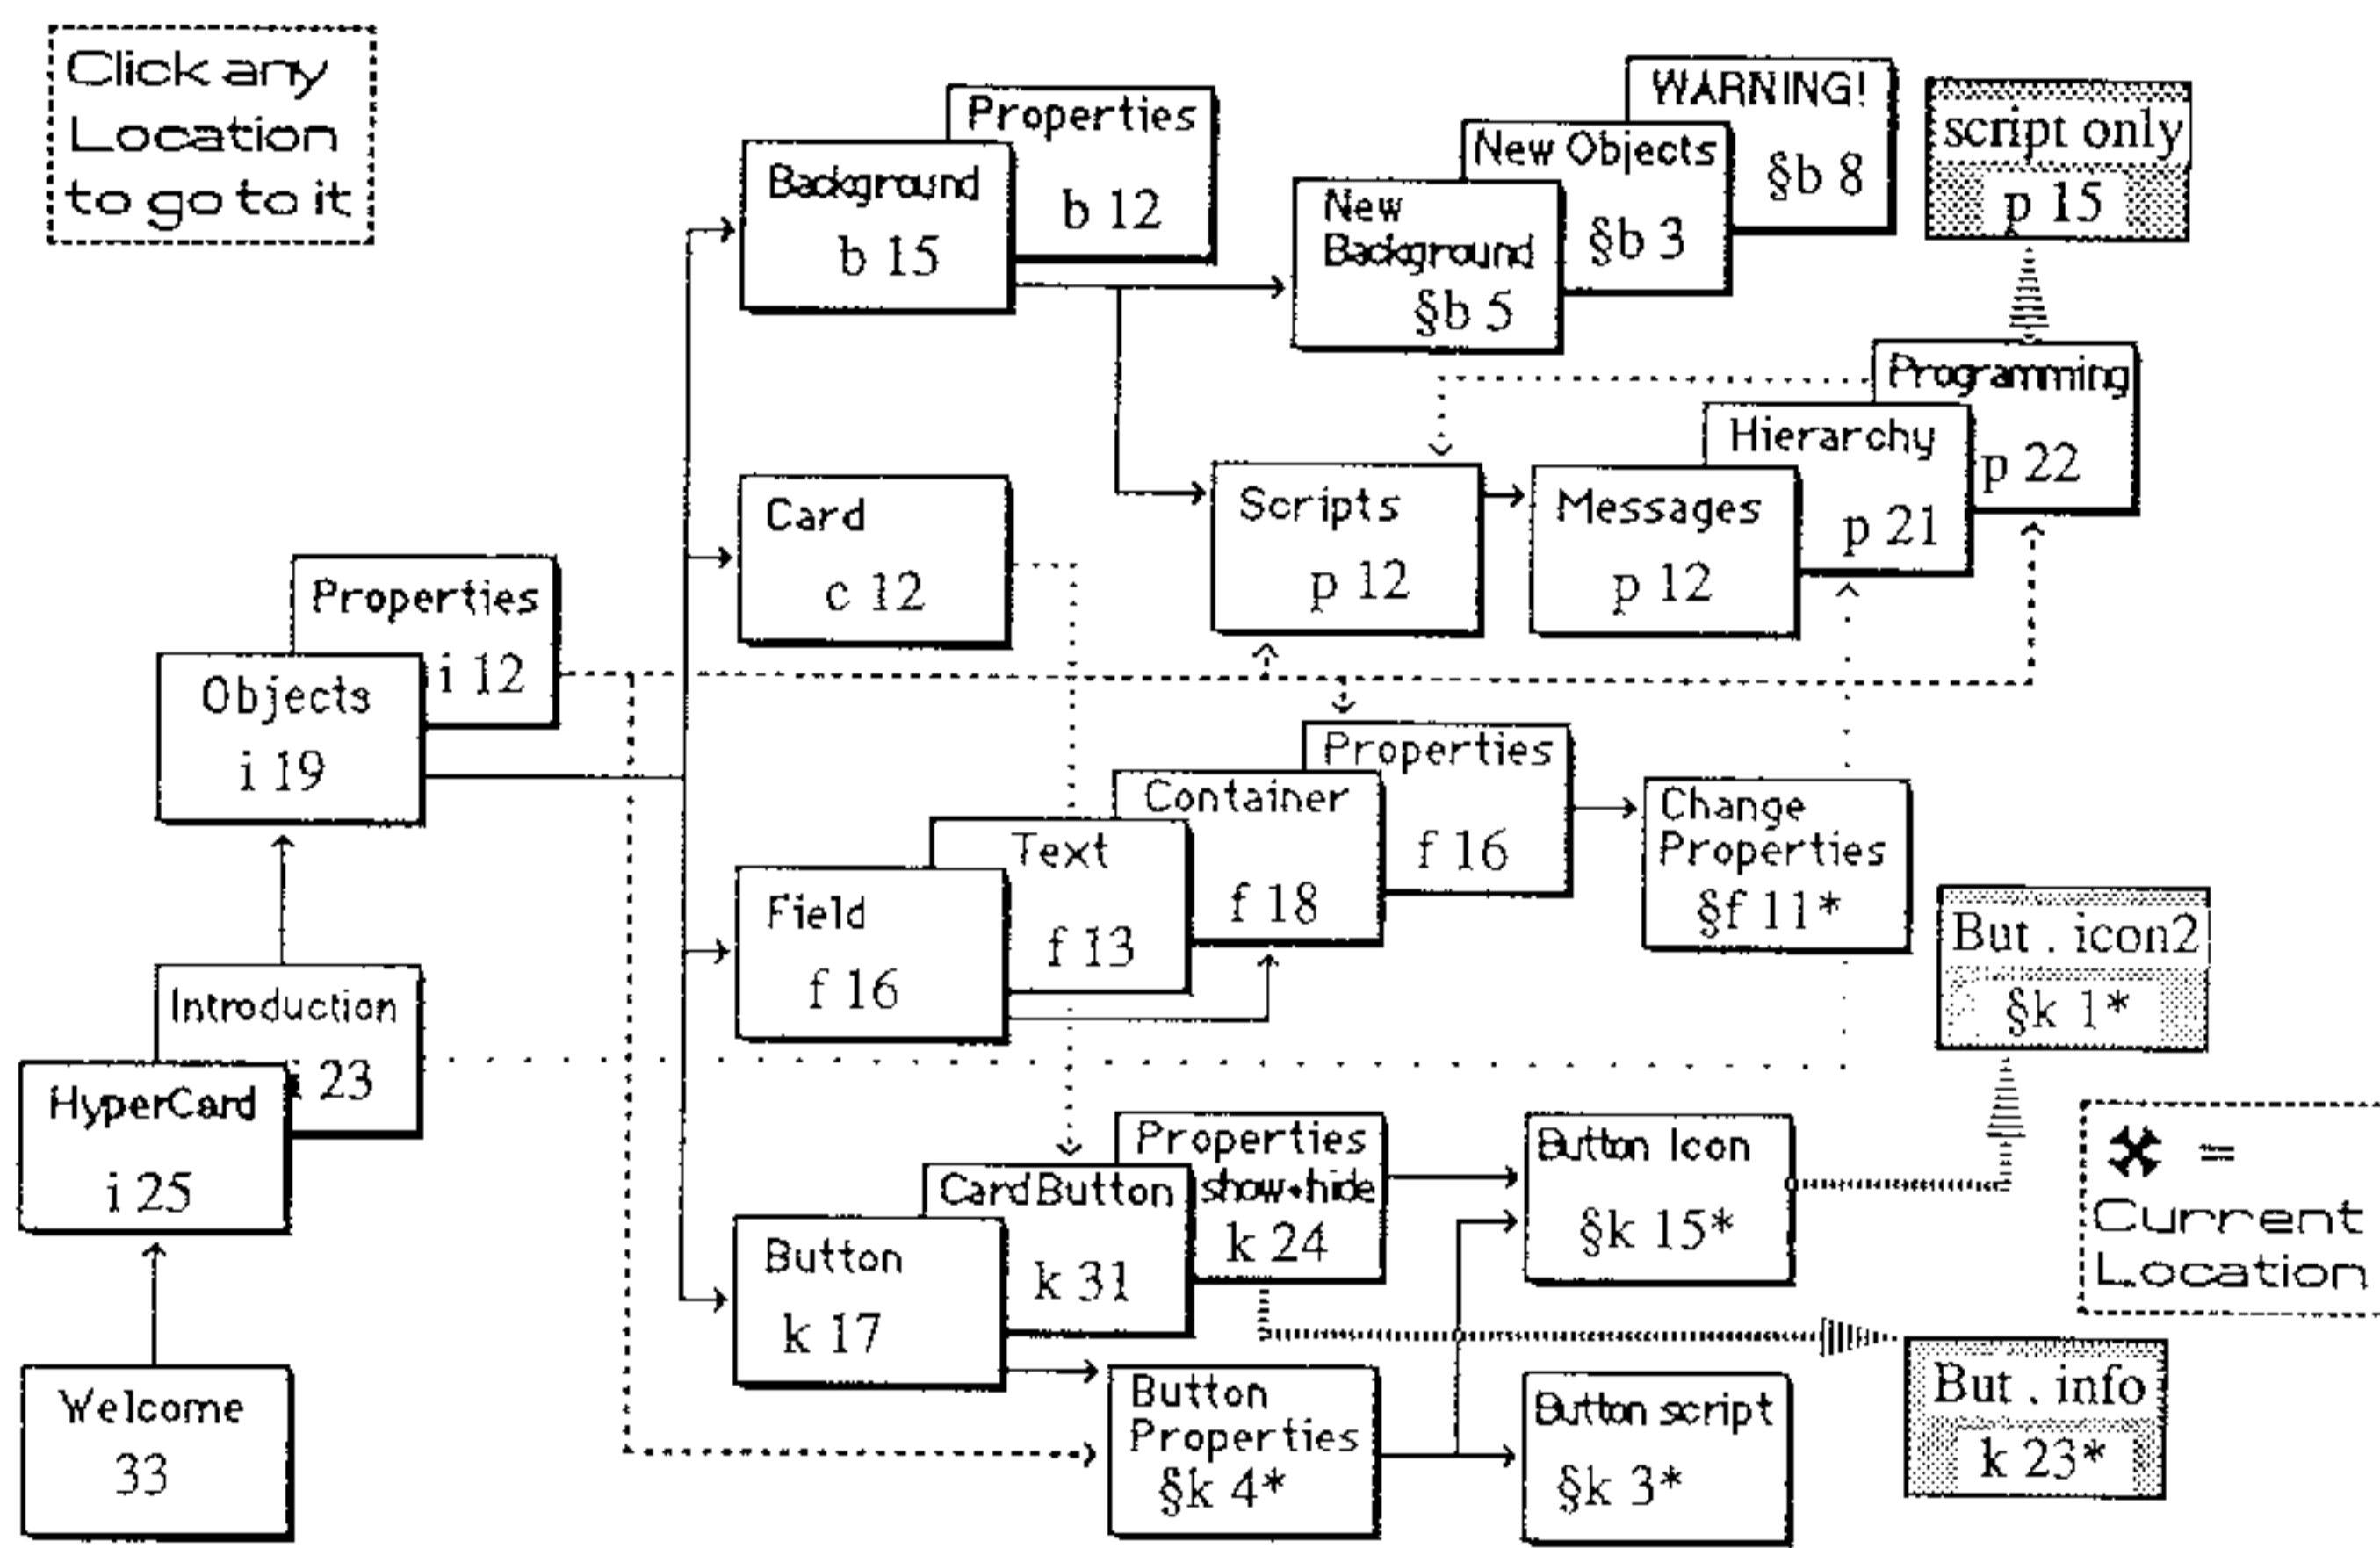 Click any
Location
to go to it
Properties
b 12
Background
b 15
WARNING!
§b 8
New Objects
§b 3
New
Background
§b 5
script only
p 15
Programming
p 22
Hierarchy
p 21
Messages
p 12
Scripts
p 12
Card
c 12
Properties
i 12
Objects
i 19
Properties
f 16
Container
f 18
Text
f 13
Field
f 16
Change
Properties
§f 11*
But . icon2
§k 1*
Introduction
i 23
HyperCard
i 25
Welcome
33
Properties
show+hide
k 24
CardButton
k 31
Button
k 17
Button Icon
§k 15*
Button
Properties
§k 4*
Button script
§k 3*
But . info
k 23*
=
Current
Location